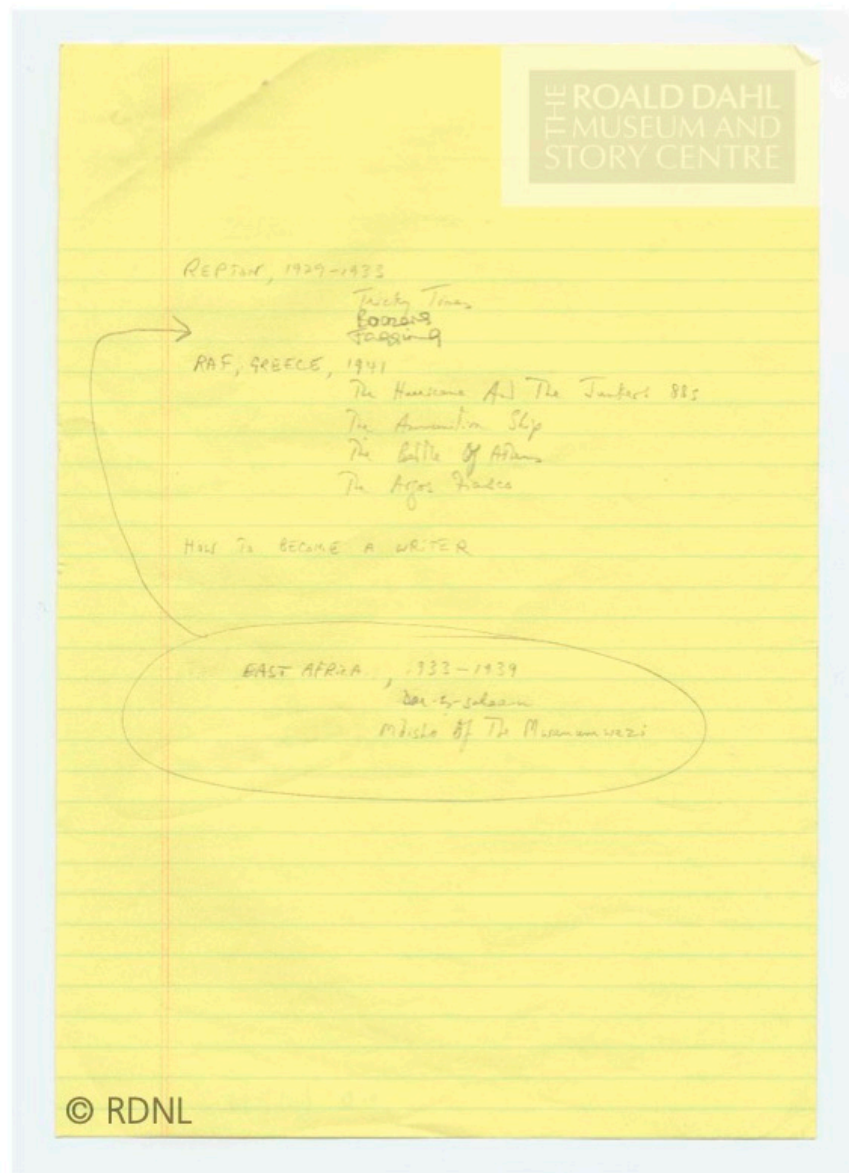 THE ROALD DAHL
MUSEUM AND
STORY CENTRE
REPTON, 1929-1933
Tricky Times
Boazers
Fagging
RAF, GREECE, 1941
The Hurricane And The Junkers 88s
The Ammunition Ship
The Battle Of Athens
The Argos Fiasco
HOW TO BECOME A WRITER
EAST AFRICA, 1933-1939
Dar-es-salaam
Mdisho Of The Mwanamwezi
© RDNL